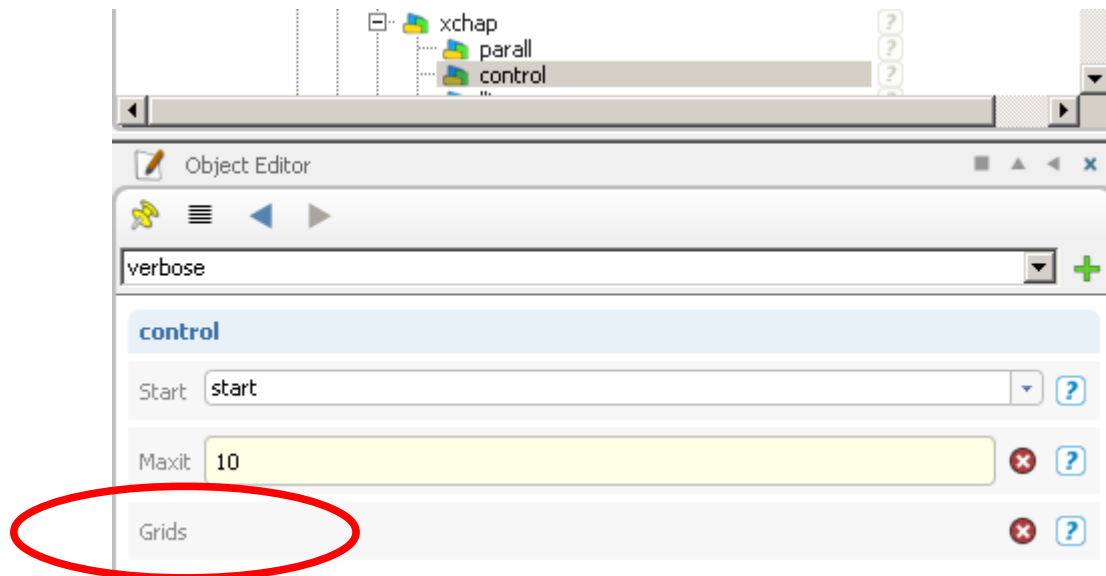 xchap
parall
control
Object Editor
verbose
control
Start start
Maxit 10
Grids